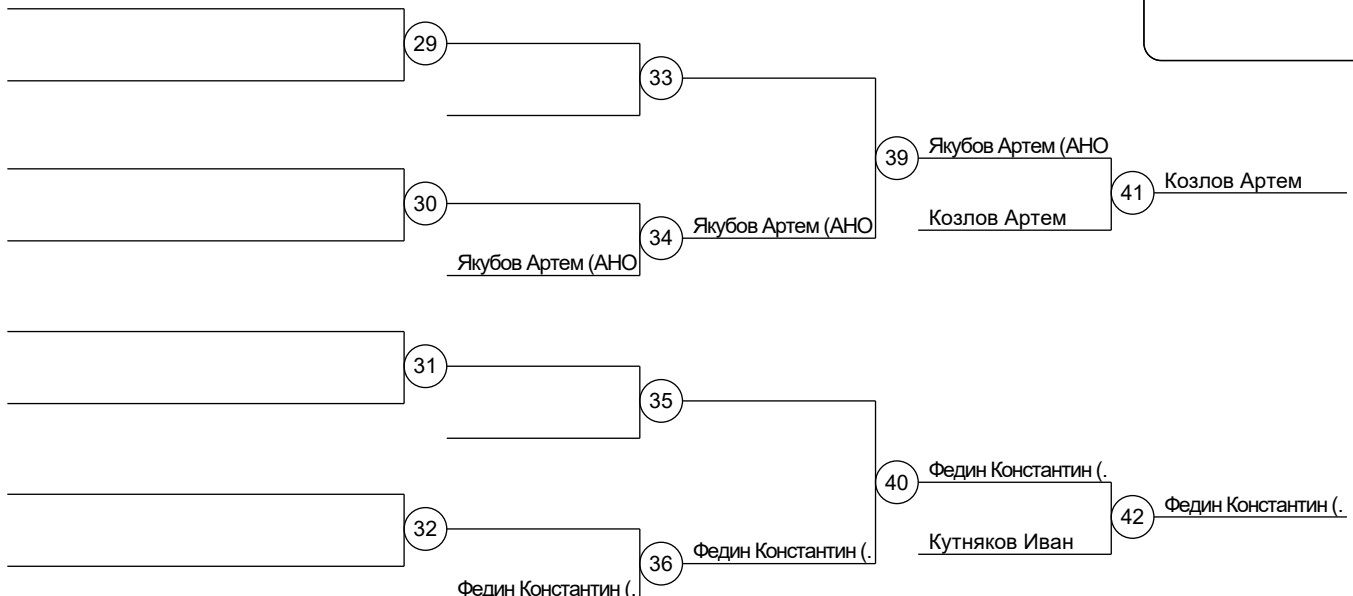 29
33
Якубов Артем (АНО
39
Козлов Артем
41
30
Козлов Артем
Якубов Артем (АНО
34
Якубов Артем (АНО
31
35
Федин Константин (.
40
Федин Константин (.
42
32
Федин Константин (.
Кутняков Иван
36
Федин Константин (.